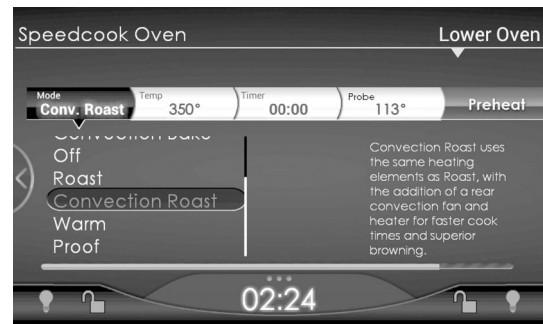 Speedcook Oven
Lower Oven
Mode
Conv. Roast
Temp
350°
Timer
00:00
Probe
113°
Preheat
Convection Bake
Off
Roast
Convection Roast
Warm
Proof
Convection Roast uses
the same heating
elements as Roast, with
the addition of a rear
convection fan and
heater for faster cook
times and superior
browning.
02:24